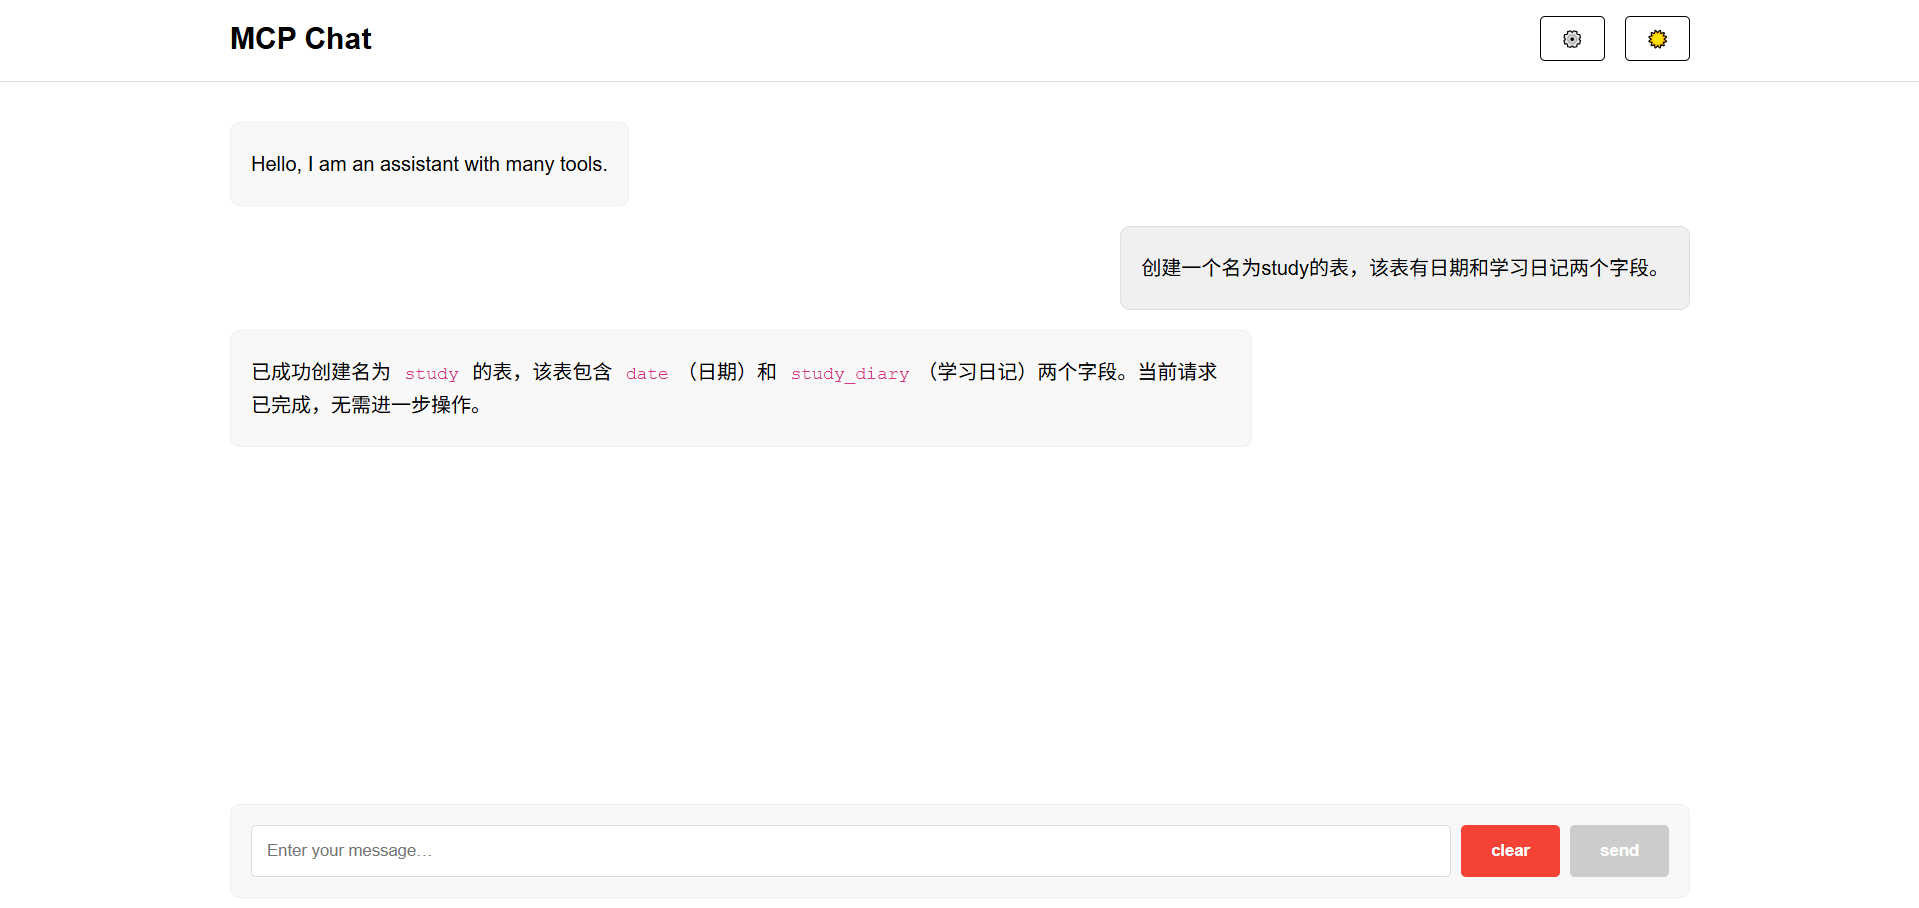 MCP Chat
Hello, I am an assistant with many tools.
创建一个名为study的表，该表有日期和学习日记两个字段。
已成功创建名为 study 的表，该表包含 date （日期）和 study_diary （学习日记）两个字段。当前请求
已完成，无需进一步操作。
Enter your message…
clear
send